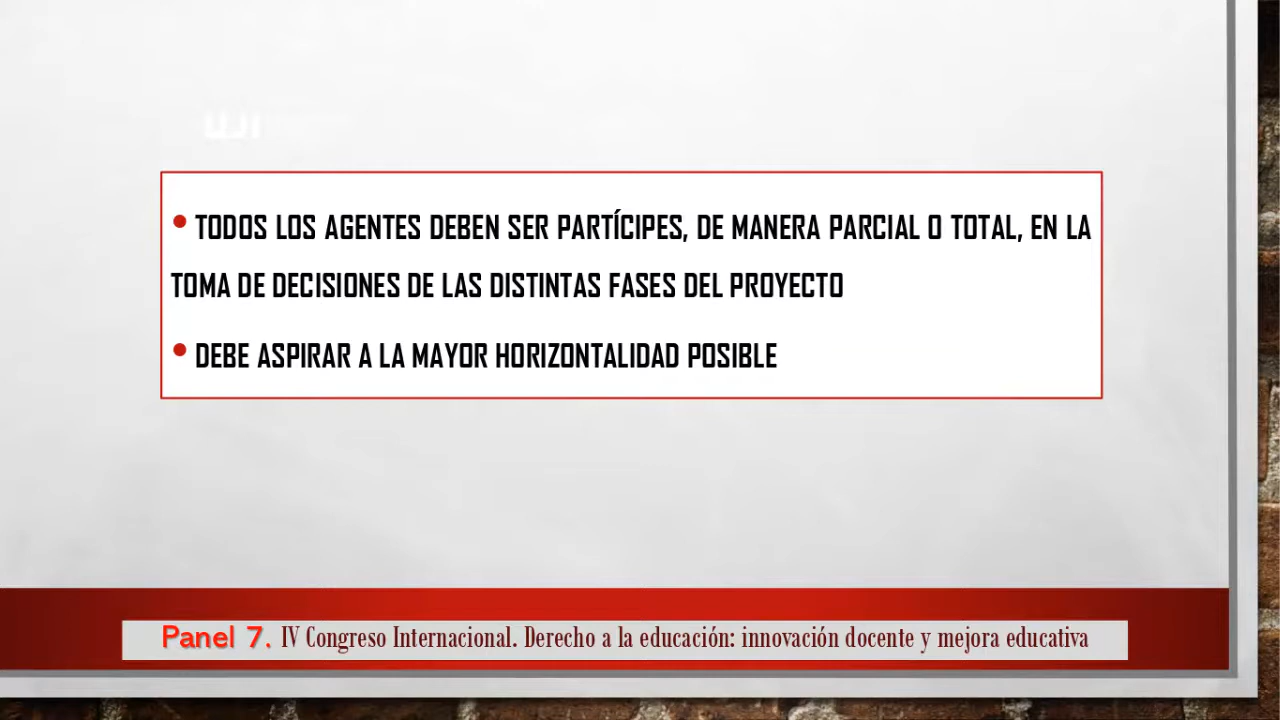 • TODOS LOS AGENTES DEBEN SER PARTÍCIPES, DE MANERA PARCIAL O TOTAL, EN LA
TOMA DE DECISIONES DE LAS DISTINTAS FASES DEL PROYECTO
• DEBE ASPIRAR A LA MAYOR HORIZONTALIDAD POSIBLE
Panel 7. IV Congreso Internacional. Derecho a la educación: innovación docente y mejora educativa